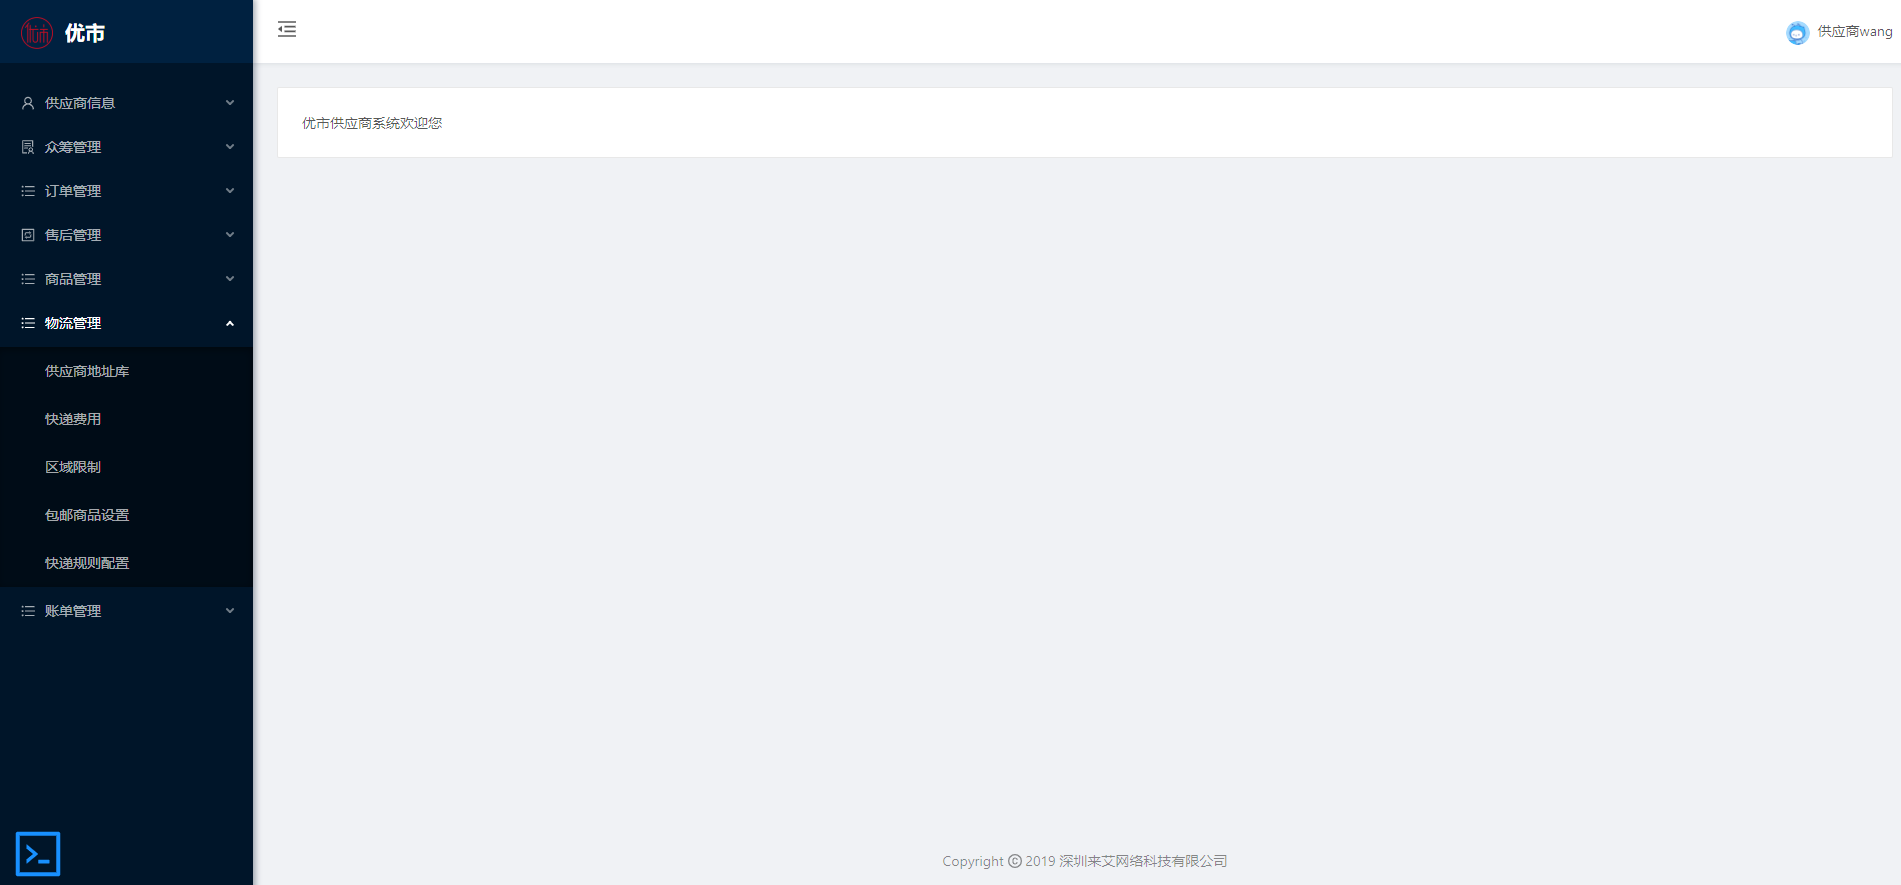 优市
供应商wang
供应商信息
众筹管理
订单管理
售后管理
商品管理
物流管理
供应商地址库
快递费用
区域限制
包邮商品设置
快递规则配置
账单管理
优市供应商系统欢迎您
Copyright © 2019 深圳来艾网络科技有限公司